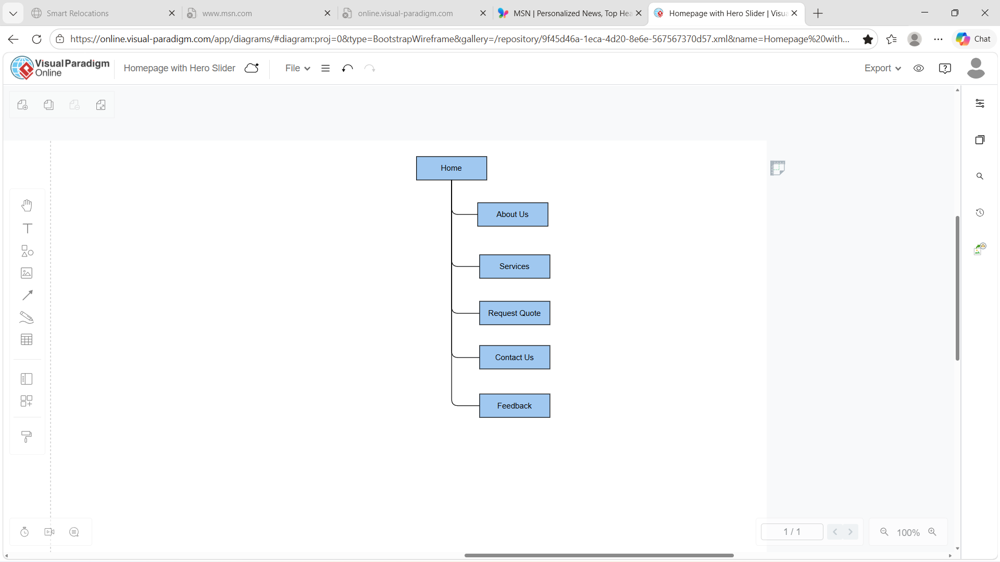 Smart Relocations
www.msn.com
online.visual-paradigm.com
MSN | Personalized News, Top Hea
Homepage with Hero Slider | Visua
https://online.visual-paradigm.com/app/diagrams/#diagram:proj=0&type=BootstrapWireframe&gallery=/repository/9f45d46a-1eca-4d20-8e6e-567567370d57.xml&name=Homepage%20with...
Chat
Visual Paradigm
Online
Homepage with Hero Slider
File
Export
Home
About Us
Services
Request Quote
Contact Us
Feedback
1 / 1
100%